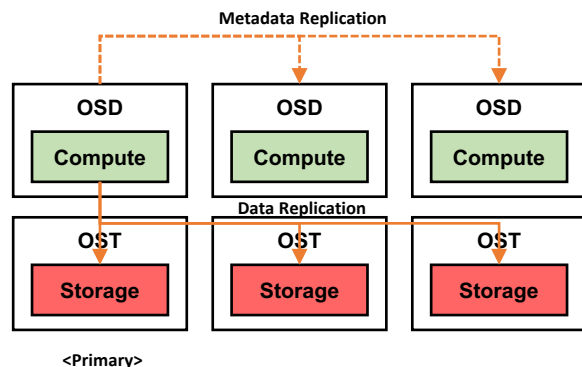 Metadata Replication
OSD
OSD
OSD
Compute
Compute
Compute
Data Replication
OST
OST
OST
Storage
Storage
Storage
<Primary>